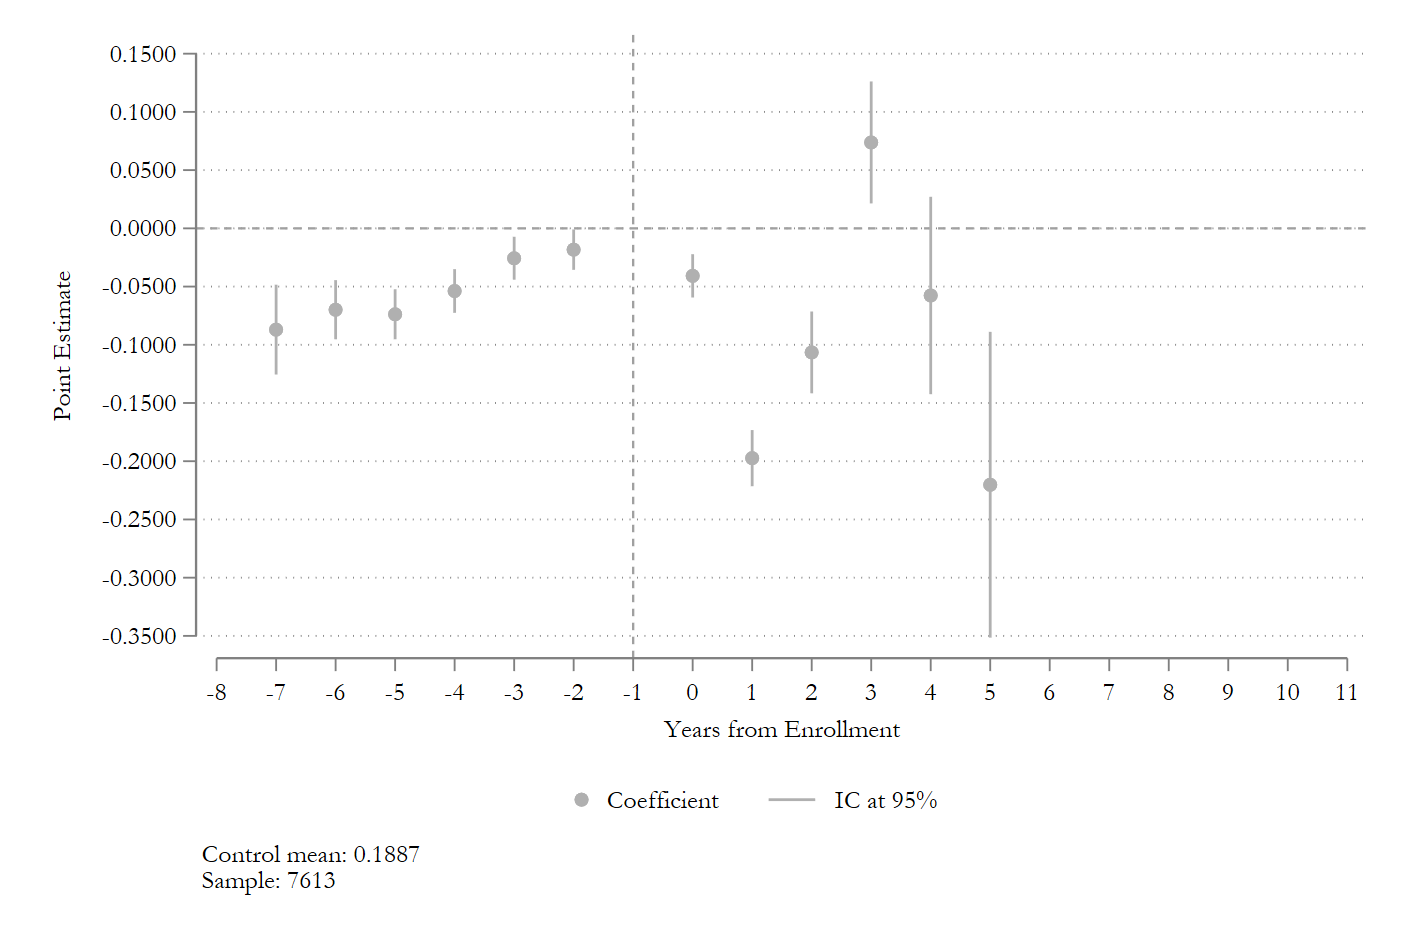 0.1500
0.1000
0.0500
0.0000
-0.0500
-0.1000
-0.1500
-0.2000
-0.2500
-0.3000
-0.3500
Point Estimate
-8 -7 -6 -5 -4 -3 -2 -1 0 1 2 3 4 5 6 7 8 9 10 11
Years from Enrollment
Coefficient IC at 95%
Control mean: 0.1887
Sample: 7613